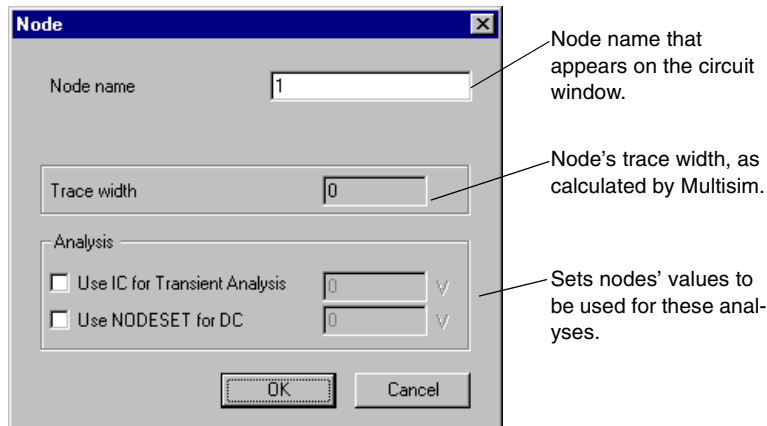 Node
Node name
1
Node name that
appears on the circuit
window.
Trace width
0
Node's trace width, as
calculated by Multisim.
Analysis
Use IC for Transient Analysis
0
V
Use NODESET for DC
0
V
Sets nodes' values to
be used for these anal-
yses.
OK
Cancel